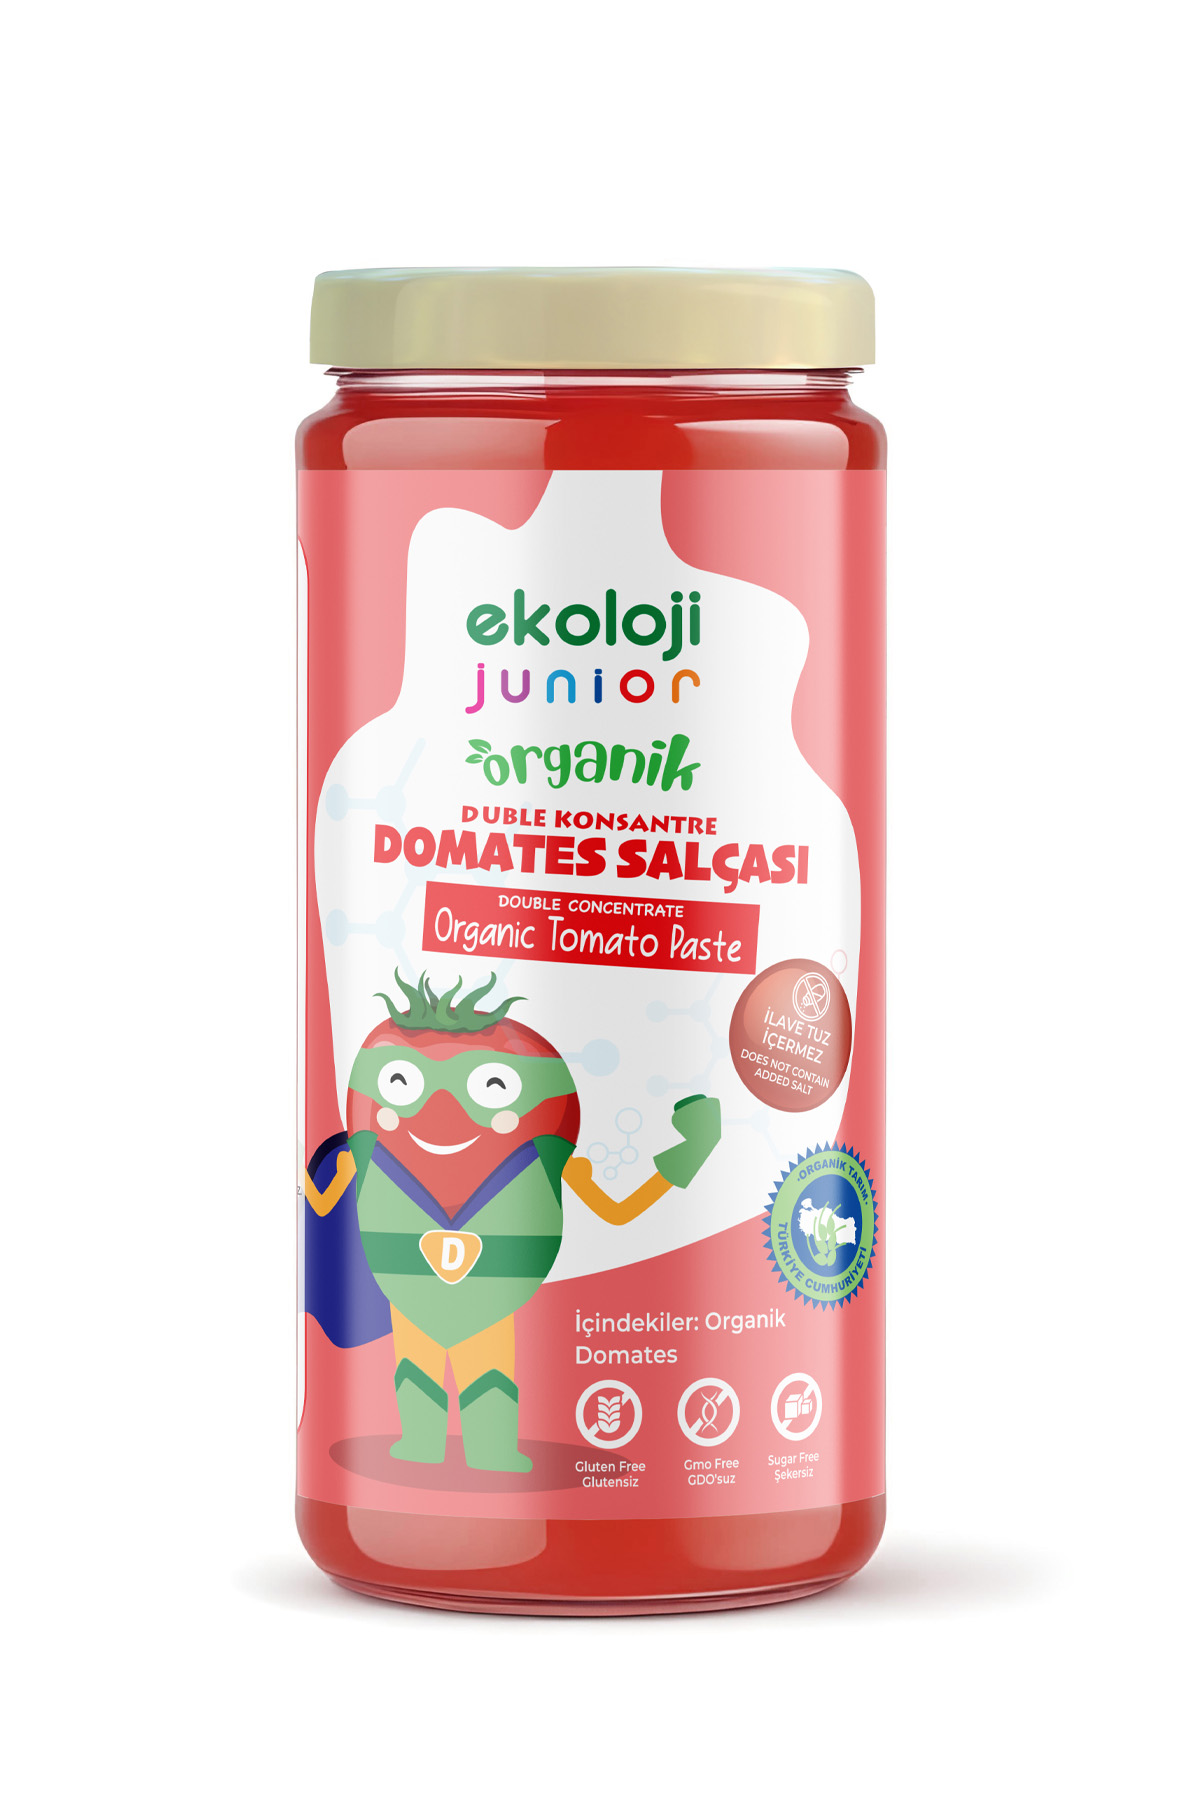 ekoloji
junior
organik
DUBLE KONSANTRE
DOMATES SALÇASI
DOUBLE CONCENTRATE
Organic Tomato Paste
İLAVE TUZ
İÇERMEZ
DOES NOT CONTAIN
ADDED SALT
·ORGANİK TARIM·
TÜRKİYE CUMHURİYETİ
D
İçindekiler: Organik
Domates
Gluten Free
Glutensiz
Gmo Free
GDO'suz
Sugar Free
Şekersiz